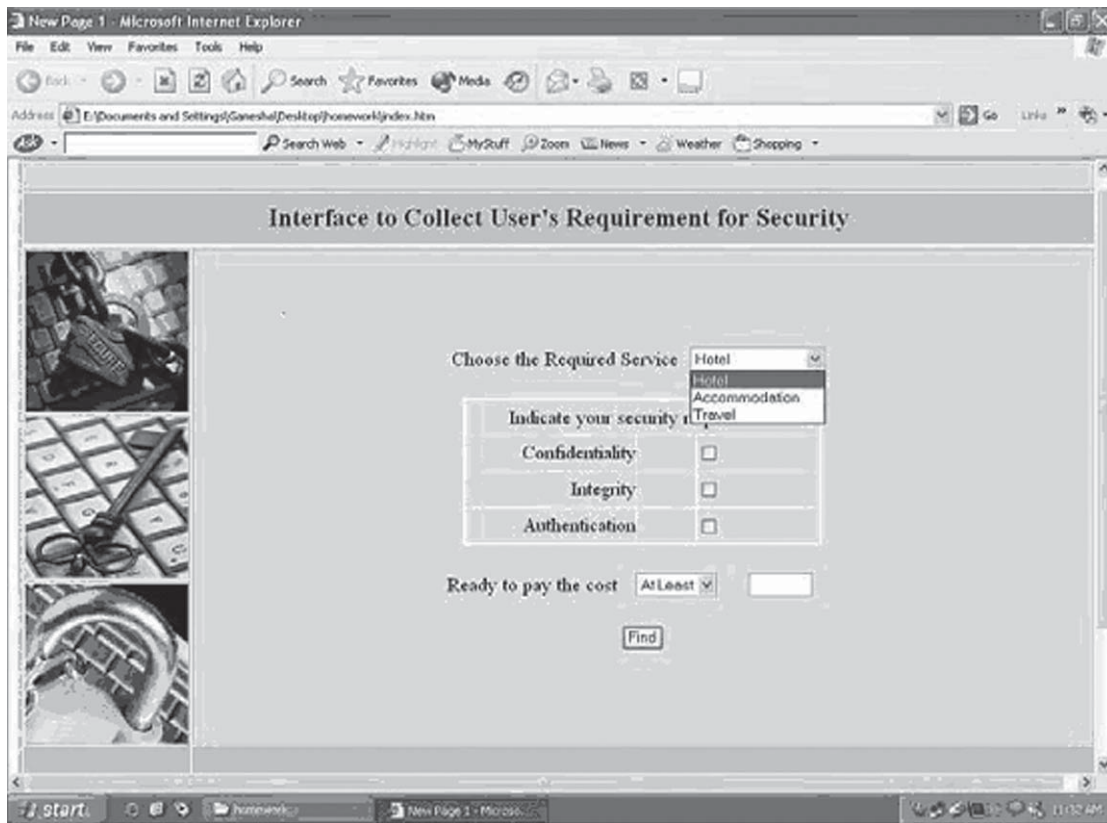 New Page 1 - Microsoft Internet Explorer
File Edit View Favorites Tools Help
Back Search Favorites Media
Address E:\Documents and Settings\Ganesha\Desktop\homework\index.htm Go Links
Search Web Highlight MyStuff Zoom News Weather Shopping
Interface to Collect User's Requirement for Security
Choose the Required Service Hotel
Hotel
Accommodation
Travel
Indicate your security
Confidentiality
Integrity
Authentication
Ready to pay the cost At Least
Find
start homework New Page 1 - Microso... 11:02 AM